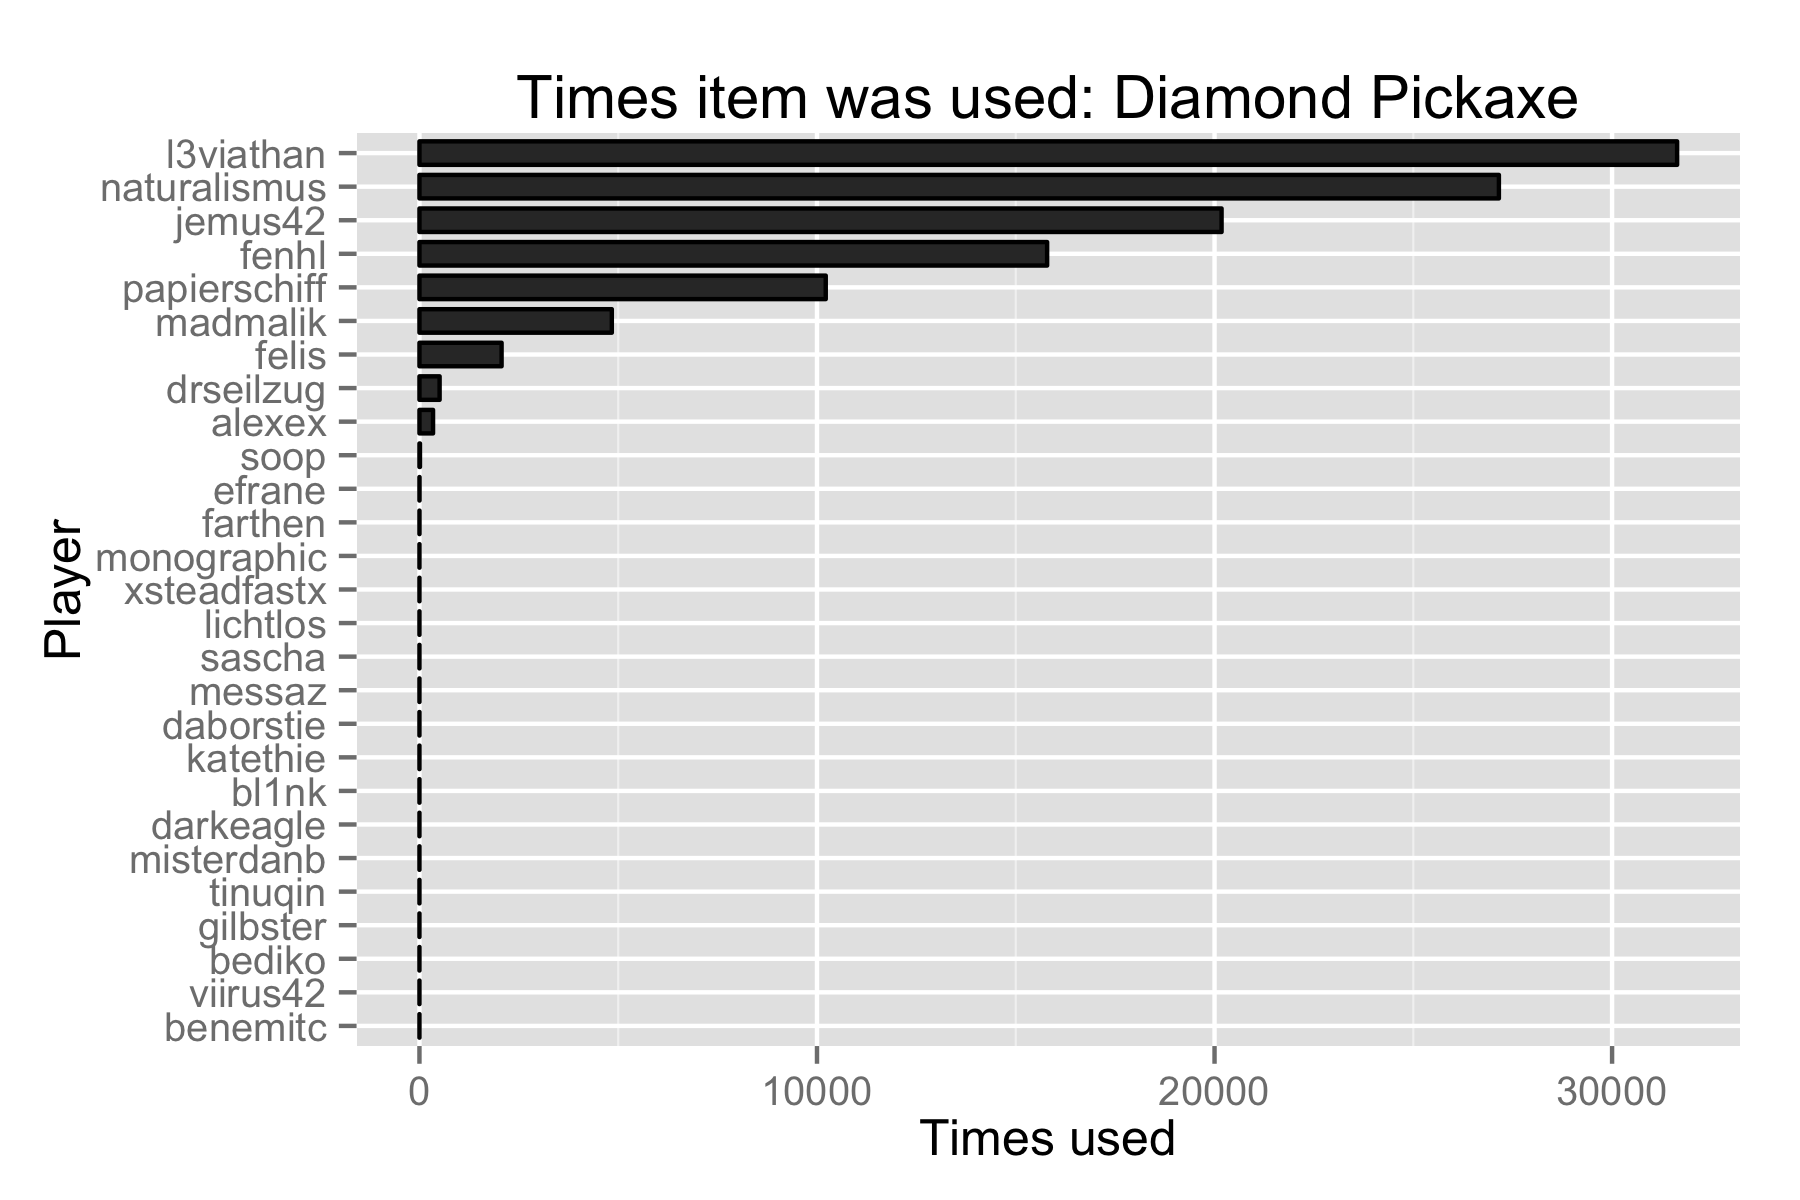 Times item was used: Diamond Pickaxe
l3viathan
naturalismus
jemus42
fenhl
papierschiff
madmalik
felis
drseilzug
alexex
soop
efrane
farthen
monographic
xsteadfastx
lichtlos
sascha
messaz
daborstie
katethie
bl1nk
darkeagle
misterdanb
tinuqin
gilbster
bediko
viirus42
benemitc
Player
0 10000 20000 30000
Times used